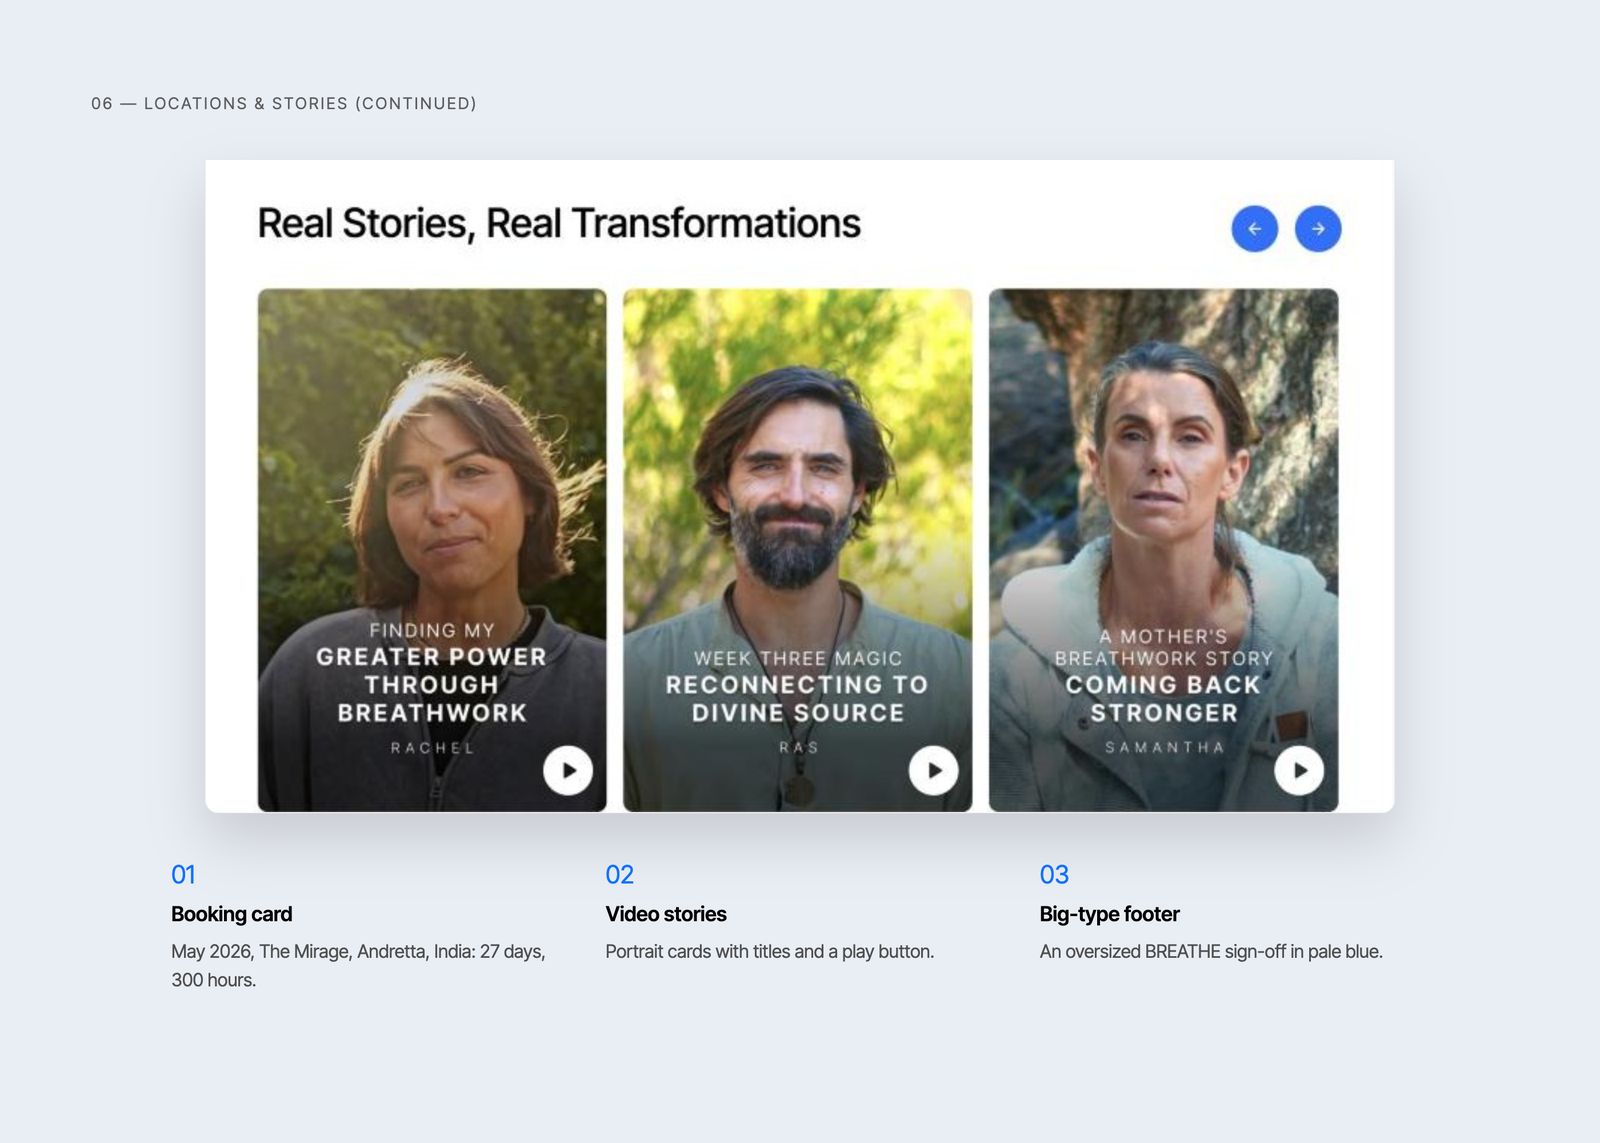 06 — LOCATIONS & STORIES (CONTINUED)
Real Stories, Real Transformations
FINDING MY
GREATER POWER
THROUGH
BREATHWORK
RACHEL
WEEK THREE MAGIC
RECONNECTING TO
DIVINE SOURCE
RAS
A MOTHER'S
BREATHWORK STORY
COMING BACK
STRONGER
SAMANTHA
01
Booking card
May 2026, The Mirage, Andretta, India: 27 days,
300 hours.
02
Video stories
Portrait cards with titles and a play button.
03
Big-type footer
An oversized BREATHE sign-off in pale blue.